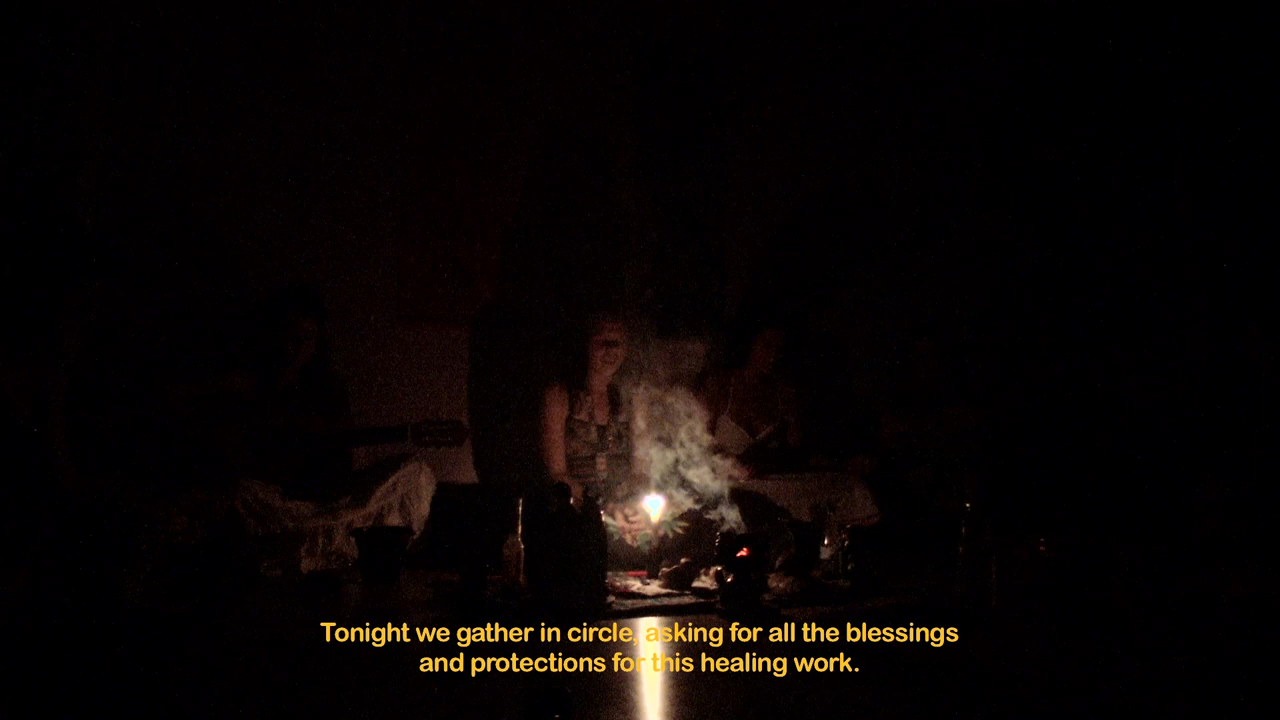 Tonight we gather in circle, asking for all the blessings
and protections for this healing work.